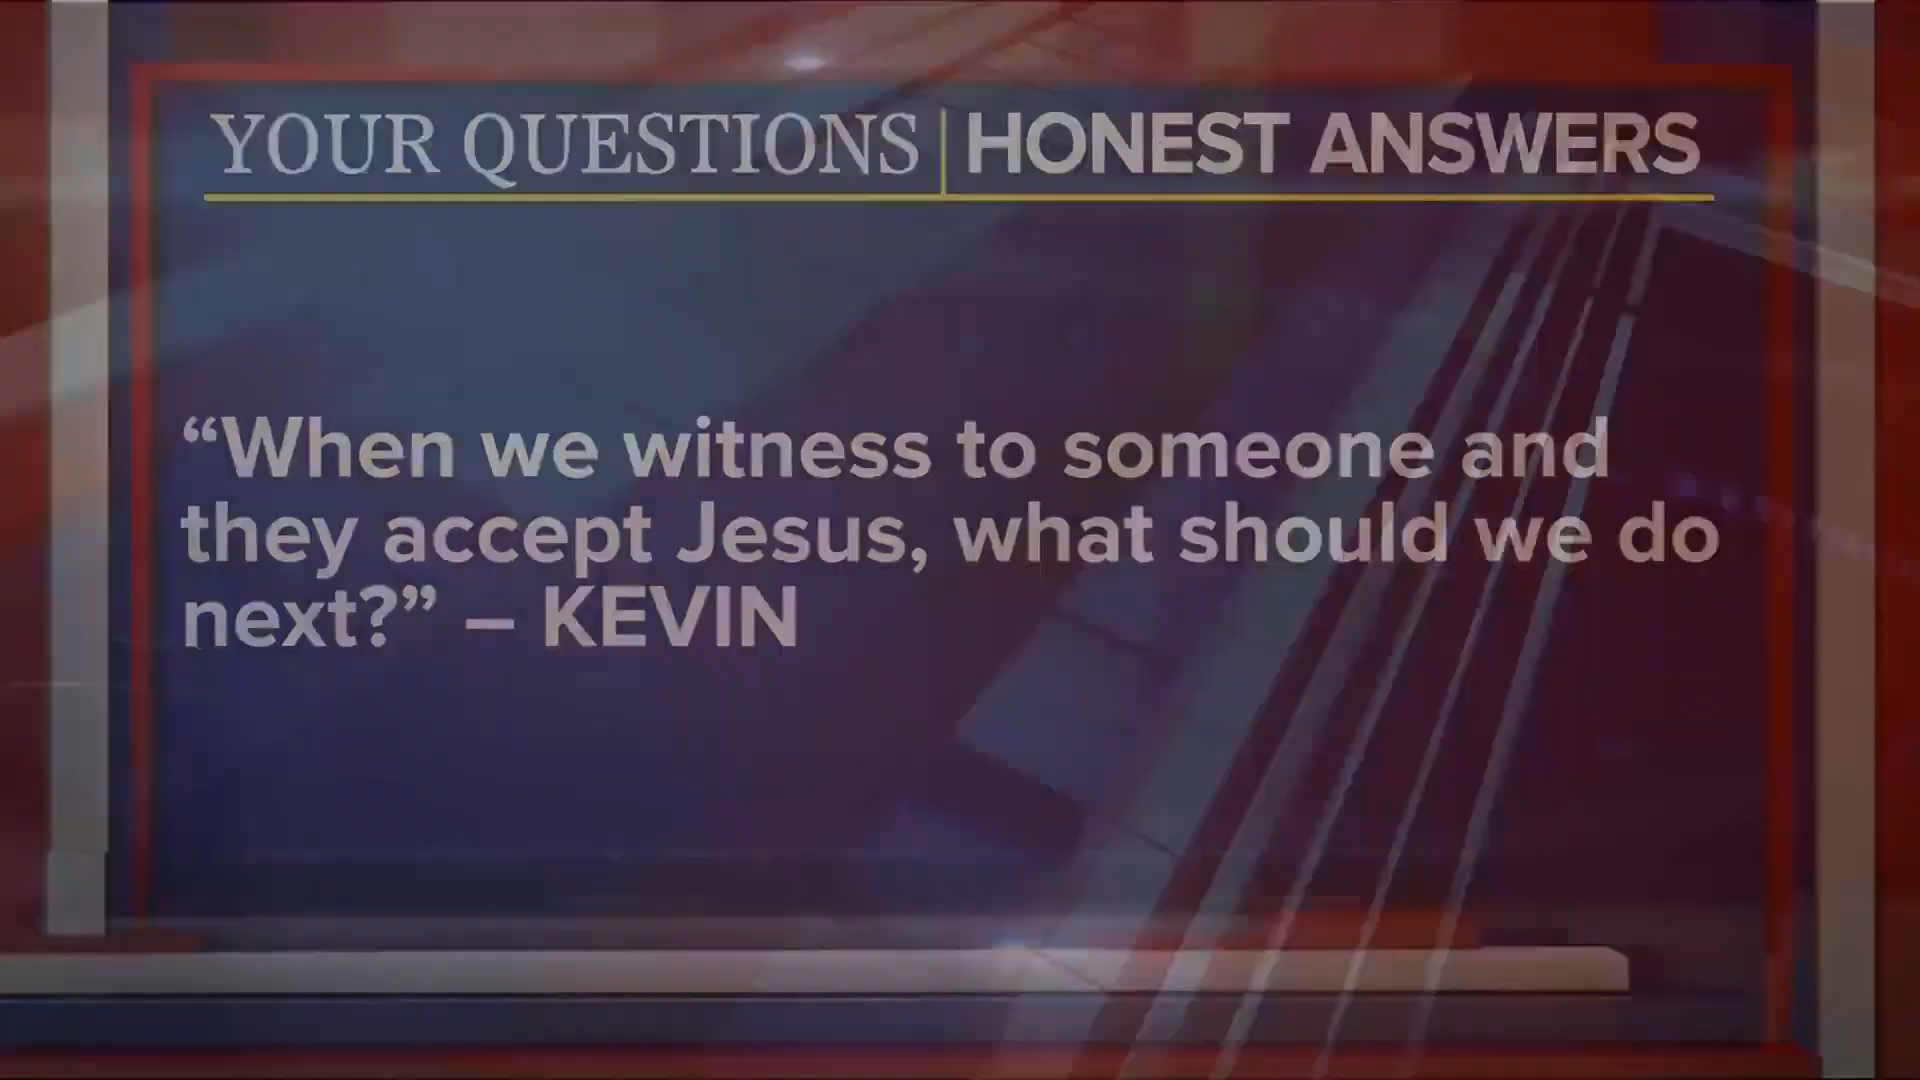 YOUR QUESTIONS | HONEST ANSWERS
“When we witness to someone and
they accept Jesus, what should we do
next?” – KEVIN